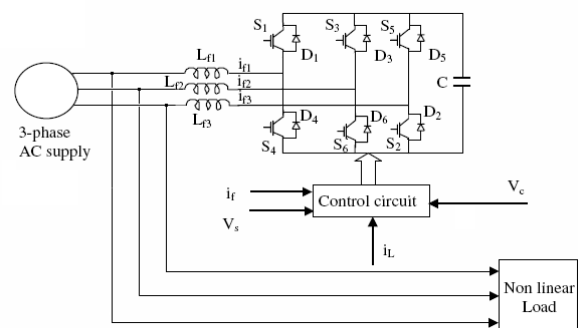 S1 S3 S5
Lf1 if1 D1 D3 D5
Lf2 if2 C
if3
Lf3 D4 D6 D2
3-phase
AC supply
S4 S6 S2
if
Control circuit
Vc
Vs
iL
Non linear
Load